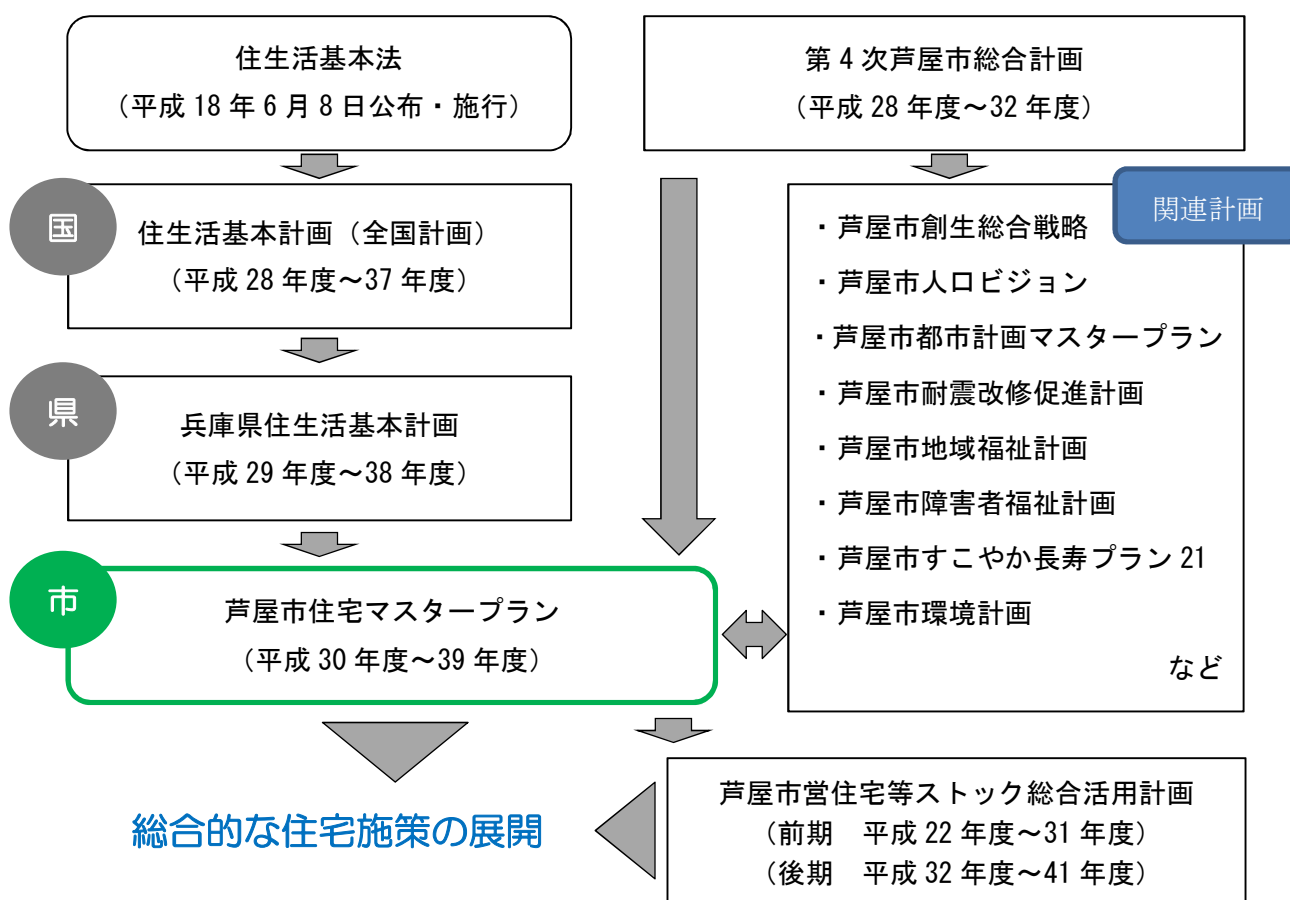 住生活基本法
（平成 18 年 6 月 8 日公布・施行）
第 4 次芦屋市総合計画
（平成 28 年度～32 年度）
国
住生活基本計画（全国計画）
（平成 28 年度～37 年度）
県
兵庫県住生活基本計画
（平成 29 年度～38 年度）
市
芦屋市住宅マスタープラン
（平成 30 年度～39 年度）
関連計画
・芦屋市創生総合戦略
・芦屋市人口ビジョン
・芦屋市都市計画マスタープラン
・芦屋市耐震改修促進計画
・芦屋市地域福祉計画
・芦屋市障害者福祉計画
・芦屋市すこやか長寿プラン 21
・芦屋市環境計画
など
総合的な住宅施策の展開
芦屋市営住宅等ストック総合活用計画
（前期　平成 22 年度～31 年度）
（後期　平成 32 年度～41 年度）